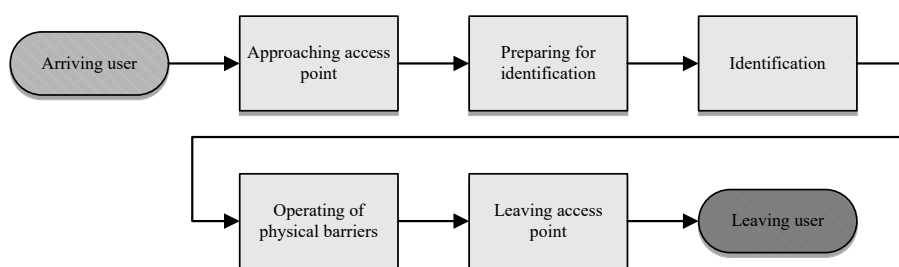 Arriving user
Approaching access
point
Preparing for
identification
Identification
Operating of
physical barriers
Leaving access
point
Leaving user